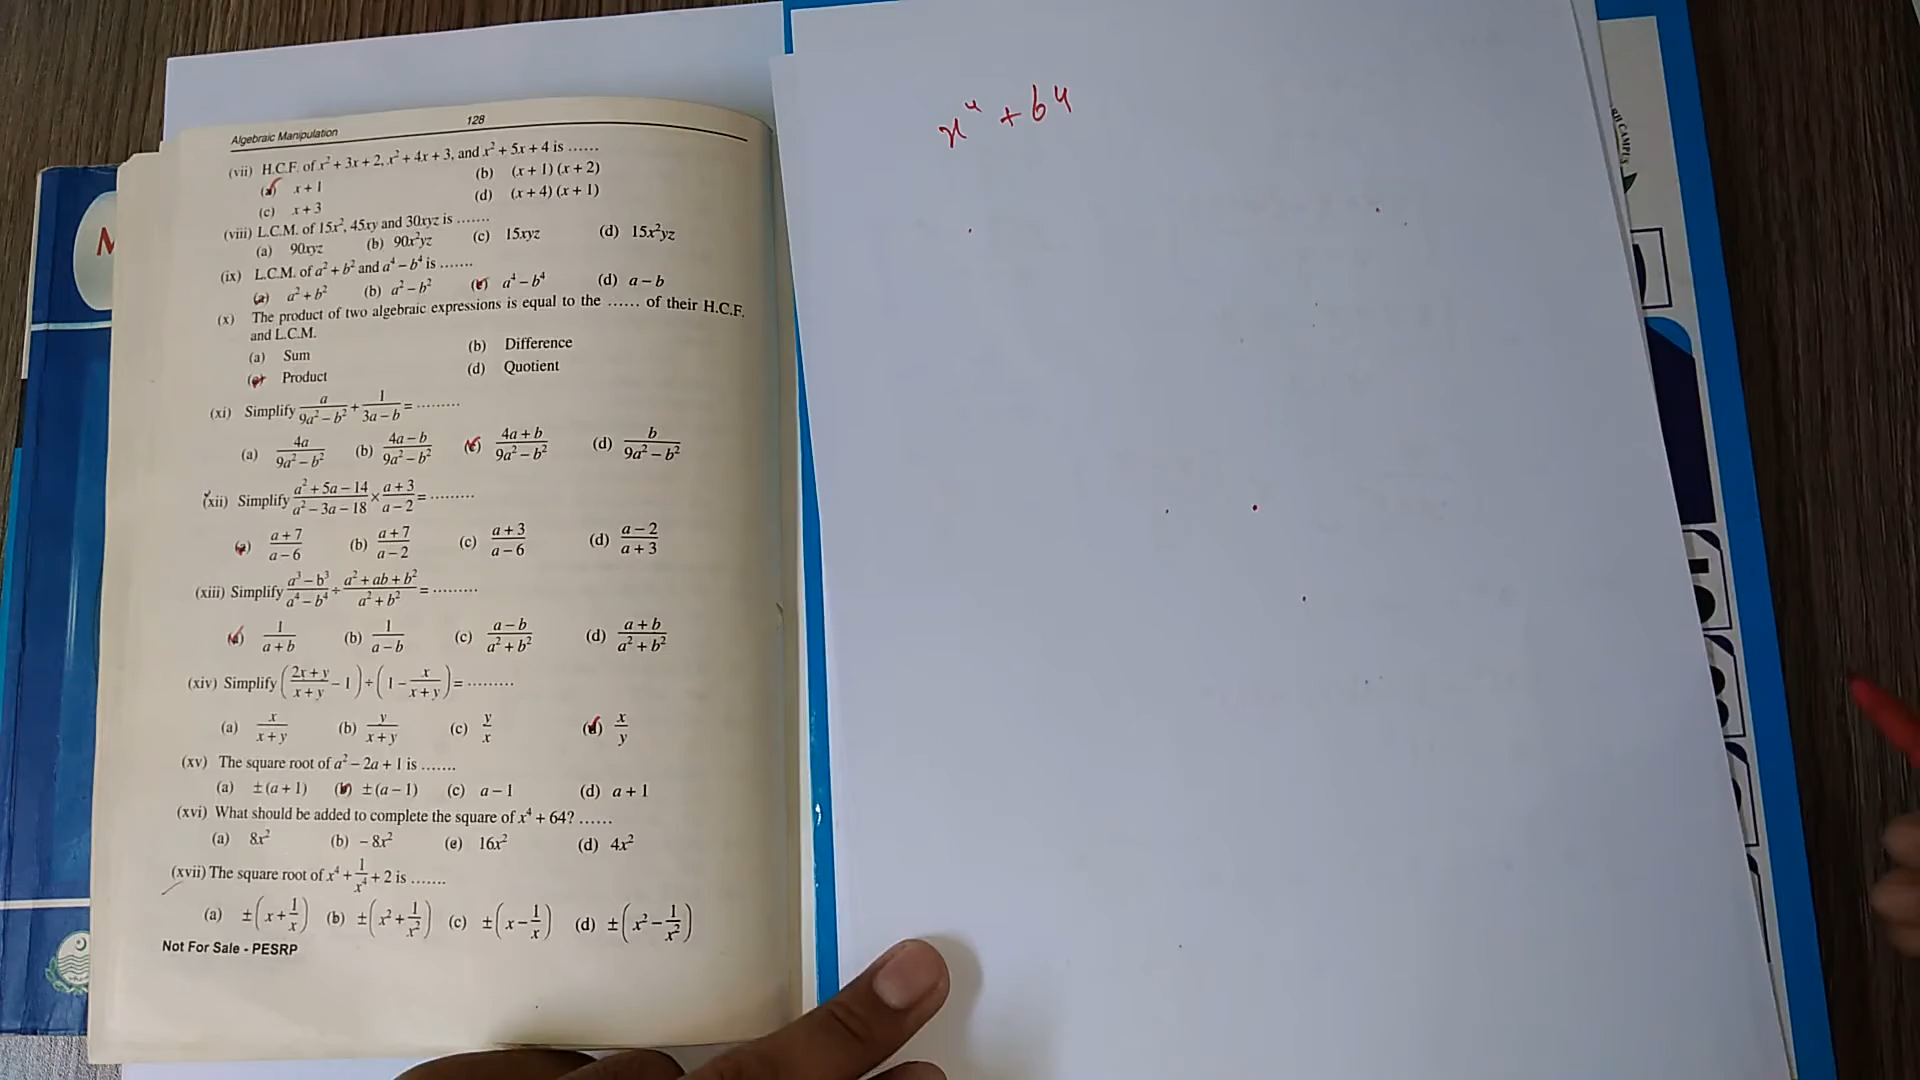 Algebraic Manipulation 128
(vii) H.C.F. of x² + 3x + 2, x² + 4x + 3, and x² + 5x + 4 is ......
(a) x + 1 (b) (x + 1) (x + 2)
(c) x + 3 (d) (x + 4) (x + 1)
(viii) L.C.M. of 15x², 45xy and 30xyz is .......
(a) 90xyz (b) 90x²yz (c) 15xyz (d) 15x²yz
(ix) L.C.M. of a² + b² and a⁴ – b⁴ is .......
(a) a² + b² (b) a² – b² (c) a⁴ – b⁴ (d) a – b
(x) The product of two algebraic expressions is equal to the ...... of their H.C.F.
and L.C.M.
(a) Sum (b) Difference
(c) Product (d) Quotient
(xi) Simplify a/(9a² – b²) + 1/(3a – b) = .........
(a) 4a/(9a² – b²) (b) (4a – b)/(9a² – b²) (c) (4a + b)/(9a² – b²) (d) b/(9a² – b²)
(xii) Simplify (a² + 5a – 14)/(a² – 3a – 18) × (a + 3)/(a – 2) = .........
(a) (a + 7)/(a – 6) (b) (a + 7)/(a – 2) (c) (a + 3)/(a – 6) (d) (a – 2)/(a + 3)
(xiii) Simplify (a³ – b³)/(a⁴ – b⁴) ÷ (a² + ab + b²)/(a² + b²) = .........
(a) 1/(a + b) (b) 1/(a – b) (c) (a – b)/(a² + b²) (d) (a + b)/(a² + b²)
(xiv) Simplify ((2x + y)/(x + y) – 1) ÷ (1 – x/(x + y)) = .........
(a) x/(x + y) (b) y/(x + y) (c) y/x (d) x/y
(xv) The square root of a² – 2a + 1 is .......
(a) ± (a + 1) (b) ± (a – 1) (c) a – 1 (d) a + 1
(xvi) What should be added to complete the square of x⁴ + 64? ......
(a) 8x² (b) – 8x² (c) 16x² (d) 4x²
(xvii) The square root of x⁴ + 1/x⁴ + 2 is .......
(a) ± (x + 1/x) (b) ± (x² + 1/x²) (c) ± (x – 1/x) (d) ± (x² – 1/x²)
Not For Sale - PESRP
x⁴ + 64
M